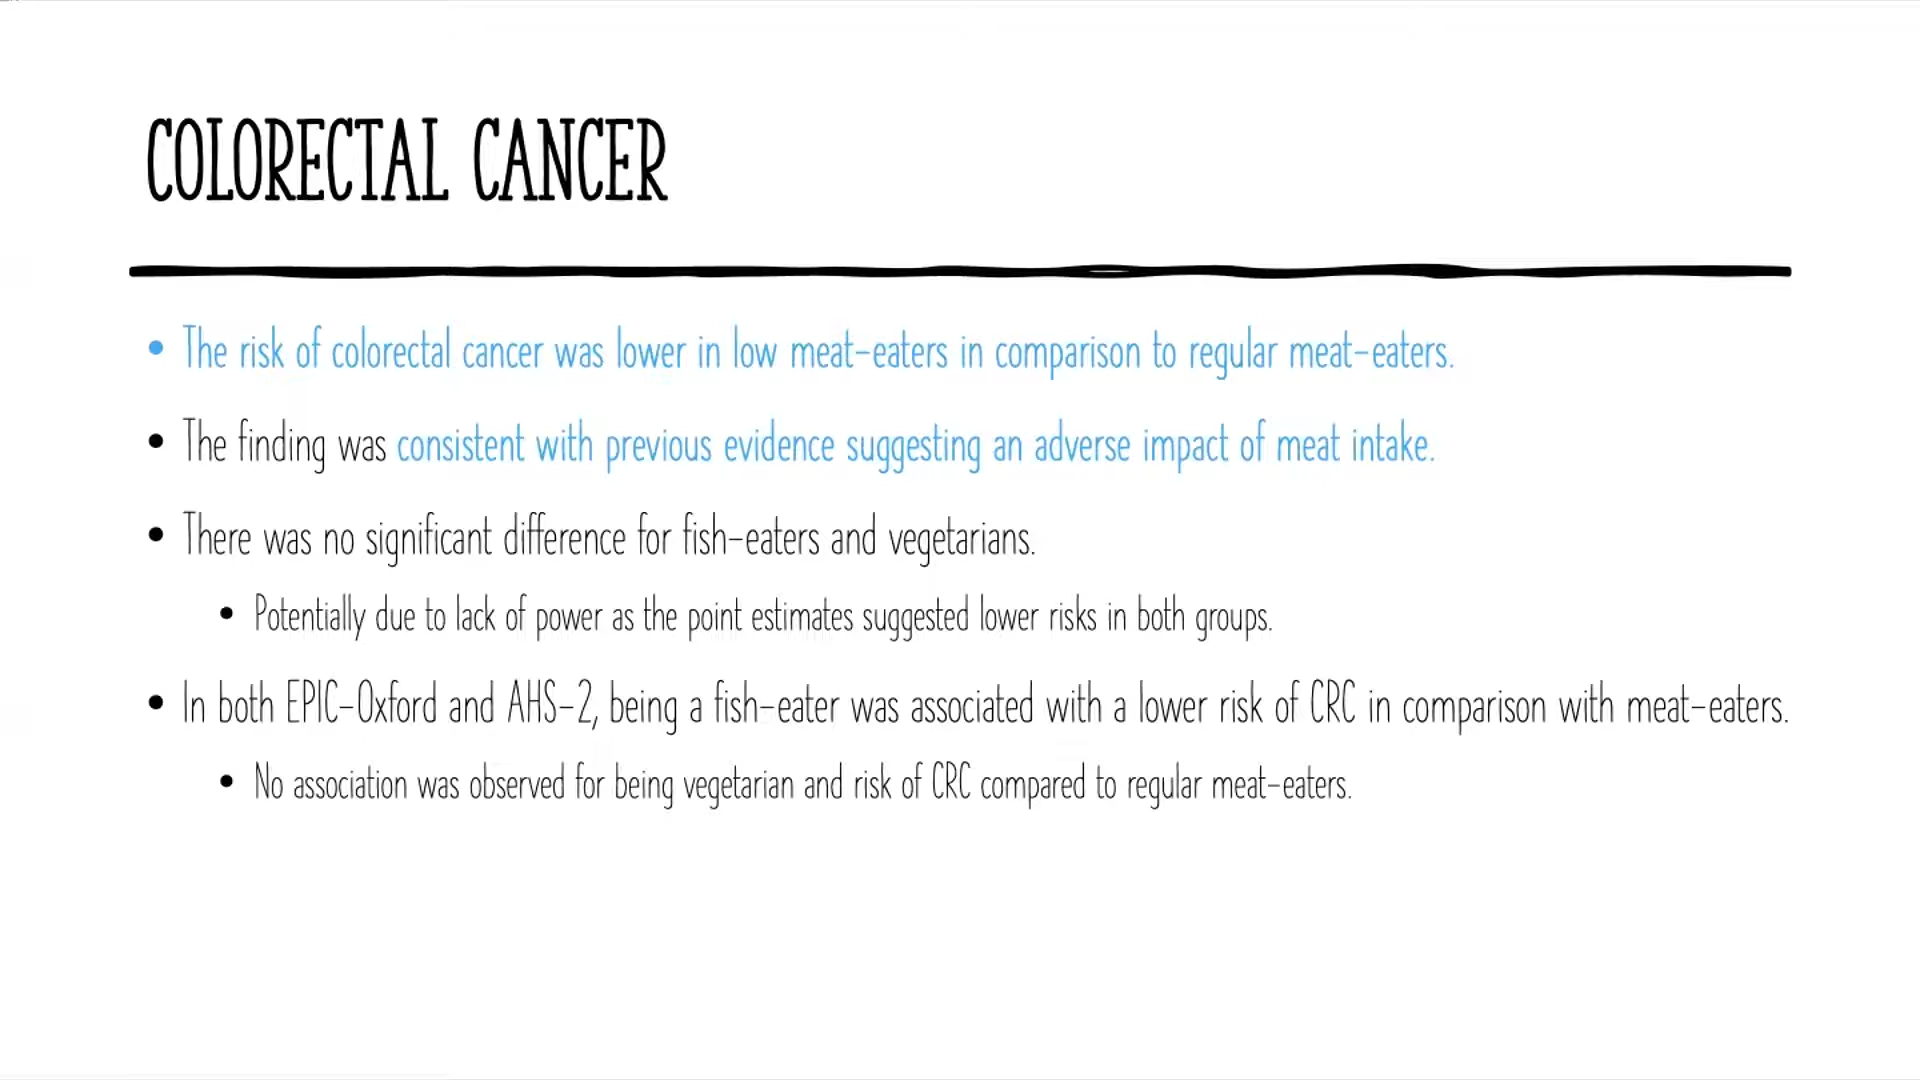 COLORECTAL CANCER
• The risk of colorectal cancer was lower in low meat-eaters in comparison to regular meat-eaters.
• The finding was consistent with previous evidence suggesting an adverse impact of meat intake.
• There was no significant difference for fish-eaters and vegetarians.
• Potentially due to lack of power as the point estimates suggested lower risks in both groups.
• In both EPIC-Oxford and AHS-2, being a fish-eater was associated with a lower risk of CRC in comparison with meat-eaters.
• No association was observed for being vegetarian and risk of CRC compared to regular meat-eaters.